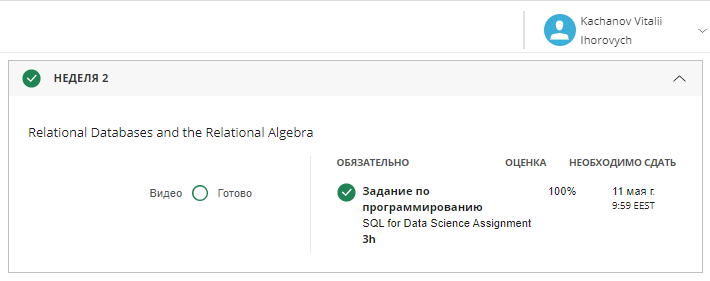 Kachanov Vitalii
Ihorovych
НЕДЕЛЯ 2
Relational Databases and the Relational Algebra
Видео Готово
ОБЯЗАТЕЛЬНО ОЦЕНКА НЕОБХОДИМО СДАТЬ
Задание по 100% 11 мая г.
программированию 9:59 EEST
SQL for Data Science Assignment
3h